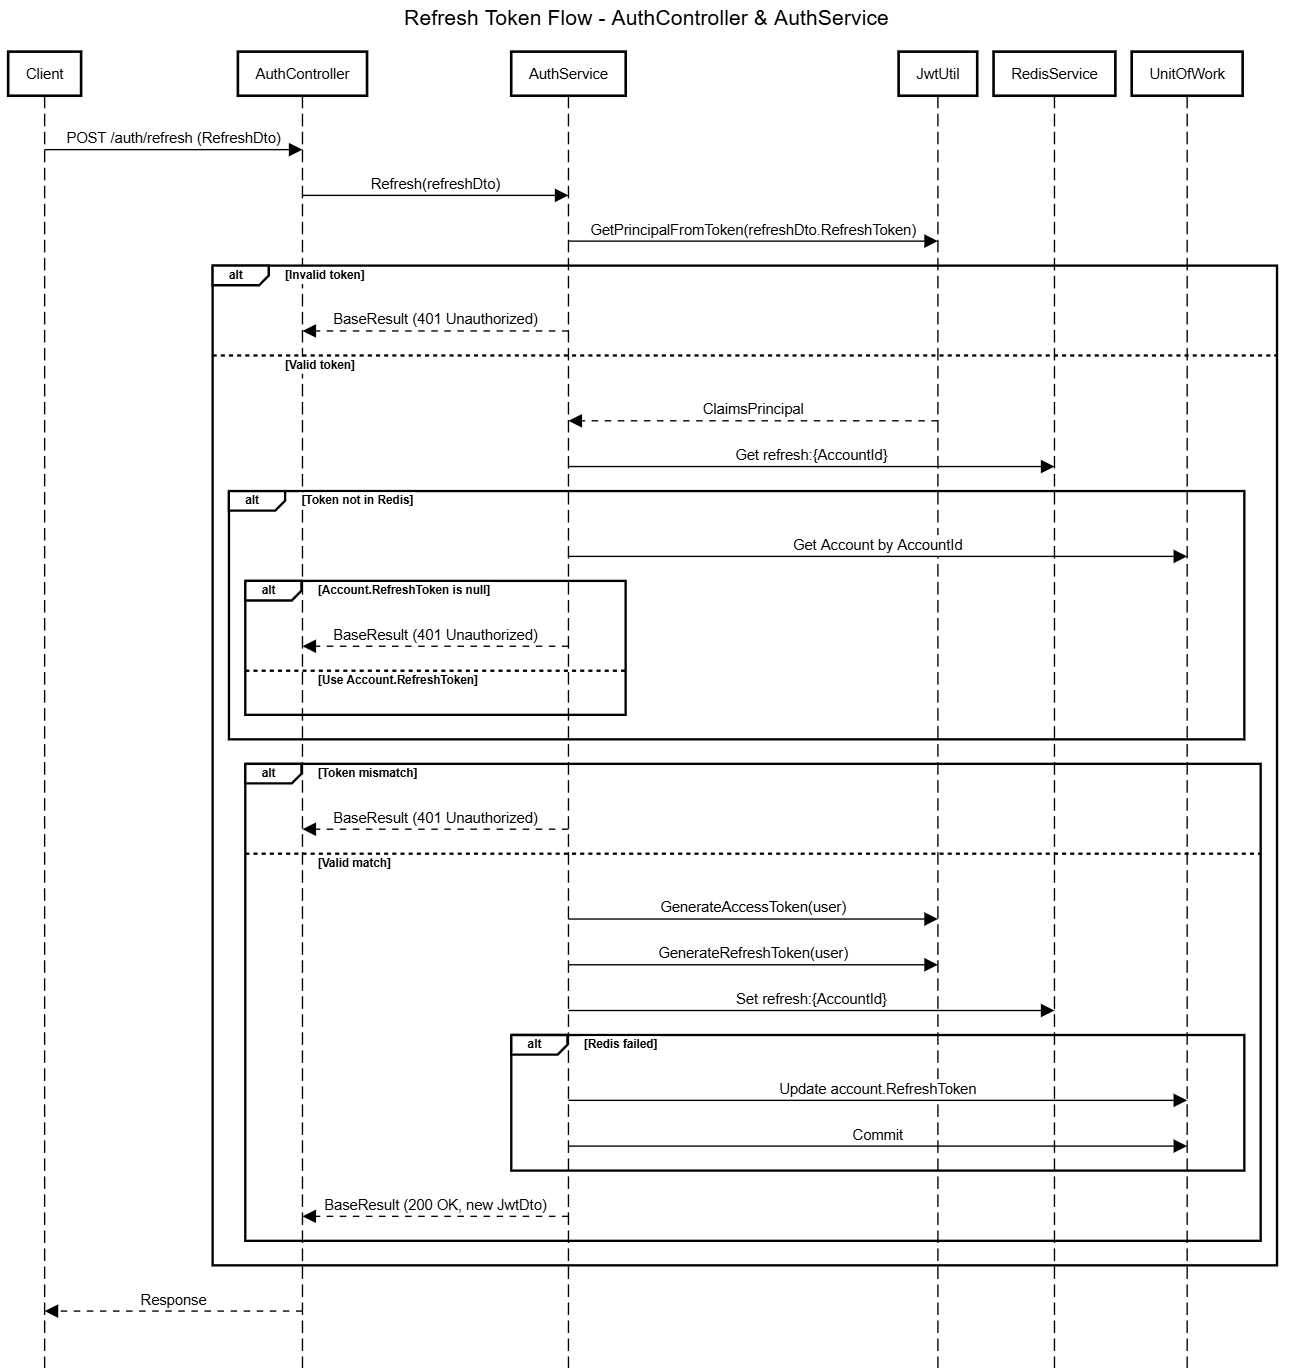 Refresh Token Flow - AuthController & AuthService
Client
AuthController
AuthService
JwtUtil
RedisService
UnitOfWork
POST /auth/refresh (RefreshDto)
Refresh(refreshDto)
GetPrincipalFromToken(refreshDto.RefreshToken)
alt
[Invalid token]
BaseResult (401 Unauthorized)
[Valid token]
ClaimsPrincipal
Get refresh:{AccountId}
alt
[Token not in Redis]
Get Account by AccountId
alt
[Account.RefreshToken is null]
BaseResult (401 Unauthorized)
[Use Account.RefreshToken]
alt
[Token mismatch]
BaseResult (401 Unauthorized)
[Valid match]
GenerateAccessToken(user)
GenerateRefreshToken(user)
Set refresh:{AccountId}
alt
[Redis failed]
Update account.RefreshToken
Commit
BaseResult (200 OK, new JwtDto)
Response